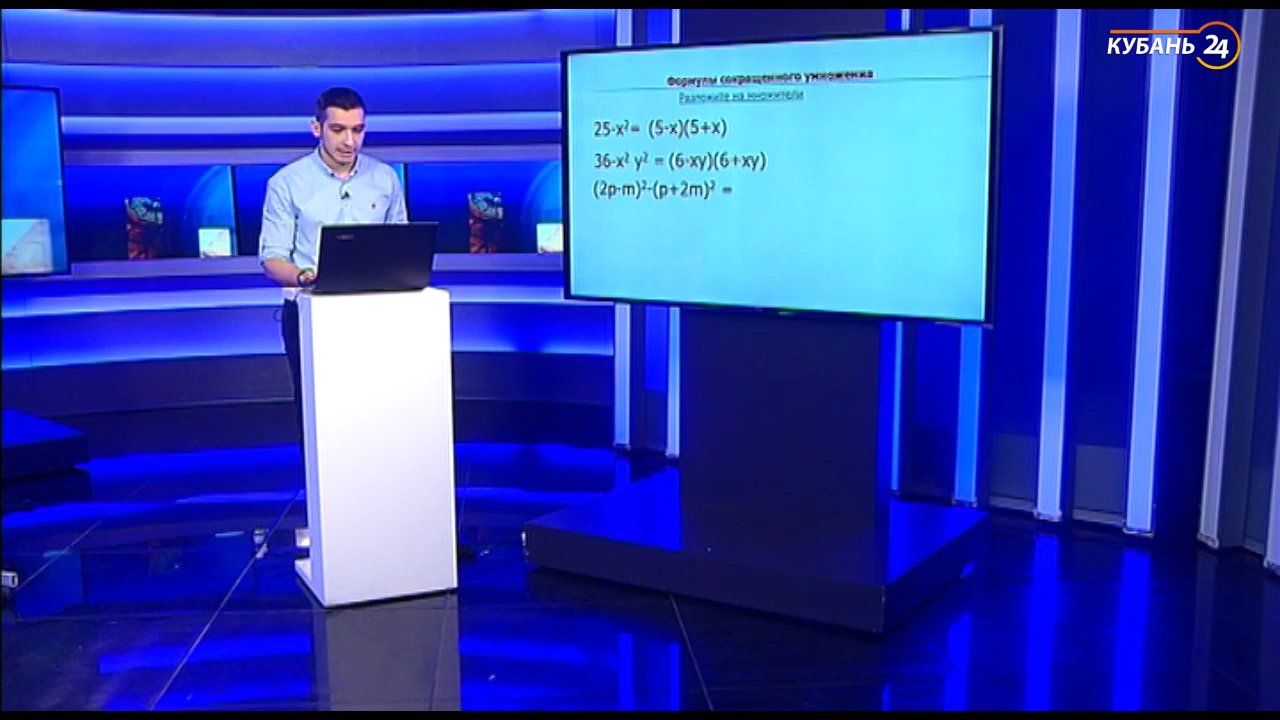 КУБАНЬ 24
Формулы сокращенного умножения
Разложите на множители
25-x²= (5-x)(5+x)
36-x² y² = (6-xy)(6+xy)
(2p-m)²-(p+2m)² =